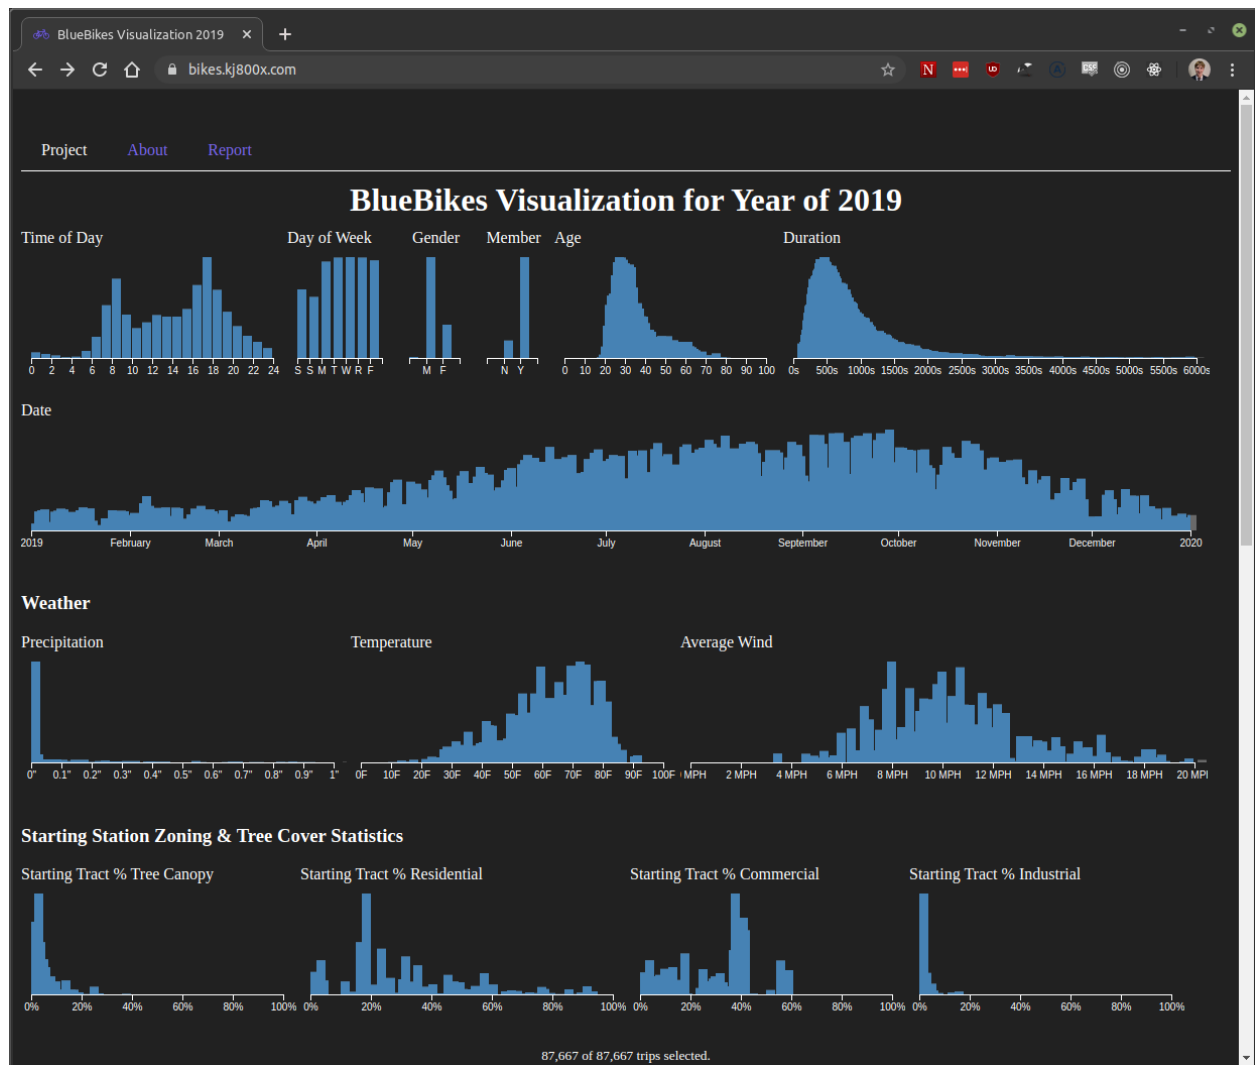 BlueBikes Visualization 2019
bikes.kj800x.com
Project About Report
BlueBikes Visualization for Year of 2019
Time of Day Day of Week Gender Member Age Duration
0 2 4 6 8 10 12 14 16 18 20 22 24 S S M T W R F M F N Y 0 10 20 30 40 50 60 70 80 90 100 0s 500s 1000s 1500s 2000s 2500s 3000s 3500s 4000s 4500s 5000s 5500s 6000s
Date
2019 February March April May June July August September October November December 2020
Weather
Precipitation Temperature Average Wind
0" 0.1" 0.2" 0.3" 0.4" 0.5" 0.6" 0.7" 0.8" 0.9" 1" 0F 10F 20F 30F 40F 50F 60F 70F 80F 90F 100F MPH 2 MPH 4 MPH 6 MPH 8 MPH 10 MPH 12 MPH 14 MPH 16 MPH 18 MPH 20 MPH
Starting Station Zoning & Tree Cover Statistics
Starting Tract % Tree Canopy Starting Tract % Residential Starting Tract % Commercial Starting Tract % Industrial
0% 20% 40% 60% 80% 100% 0% 20% 40% 60% 80% 100% 0% 20% 40% 60% 80% 100% 0% 20% 40% 60% 80% 100%
87,667 of 87,667 trips selected.